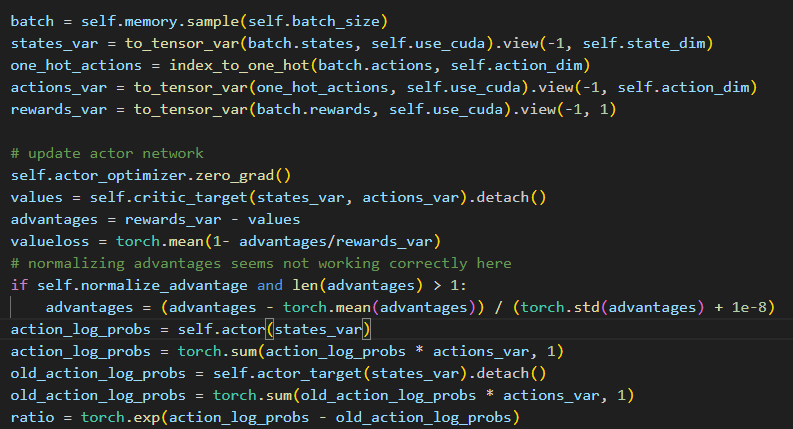 batch = self.memory.sample(self.batch_size)
states_var = to_tensor_var(batch.states, self.use_cuda).view(-1, self.state_dim)
one_hot_actions = index_to_one_hot(batch.actions, self.action_dim)
actions_var = to_tensor_var(one_hot_actions, self.use_cuda).view(-1, self.action_dim)
rewards_var = to_tensor_var(batch.rewards, self.use_cuda).view(-1, 1)

# update actor network
self.actor_optimizer.zero_grad()
values = self.critic_target(states_var, actions_var).detach()
advantages = rewards_var - values
valueloss = torch.mean(1- advantages/rewards_var)
# normalizing advantages seems not working correctly here
if self.normalize_advantage and len(advantages) > 1:
    advantages = (advantages - torch.mean(advantages)) / (torch.std(advantages) + 1e-8)
action_log_probs = self.actor(states_var)
action_log_probs = torch.sum(action_log_probs * actions_var, 1)
old_action_log_probs = self.actor_target(states_var).detach()
old_action_log_probs = torch.sum(old_action_log_probs * actions_var, 1)
ratio = torch.exp(action_log_probs - old_action_log_probs)